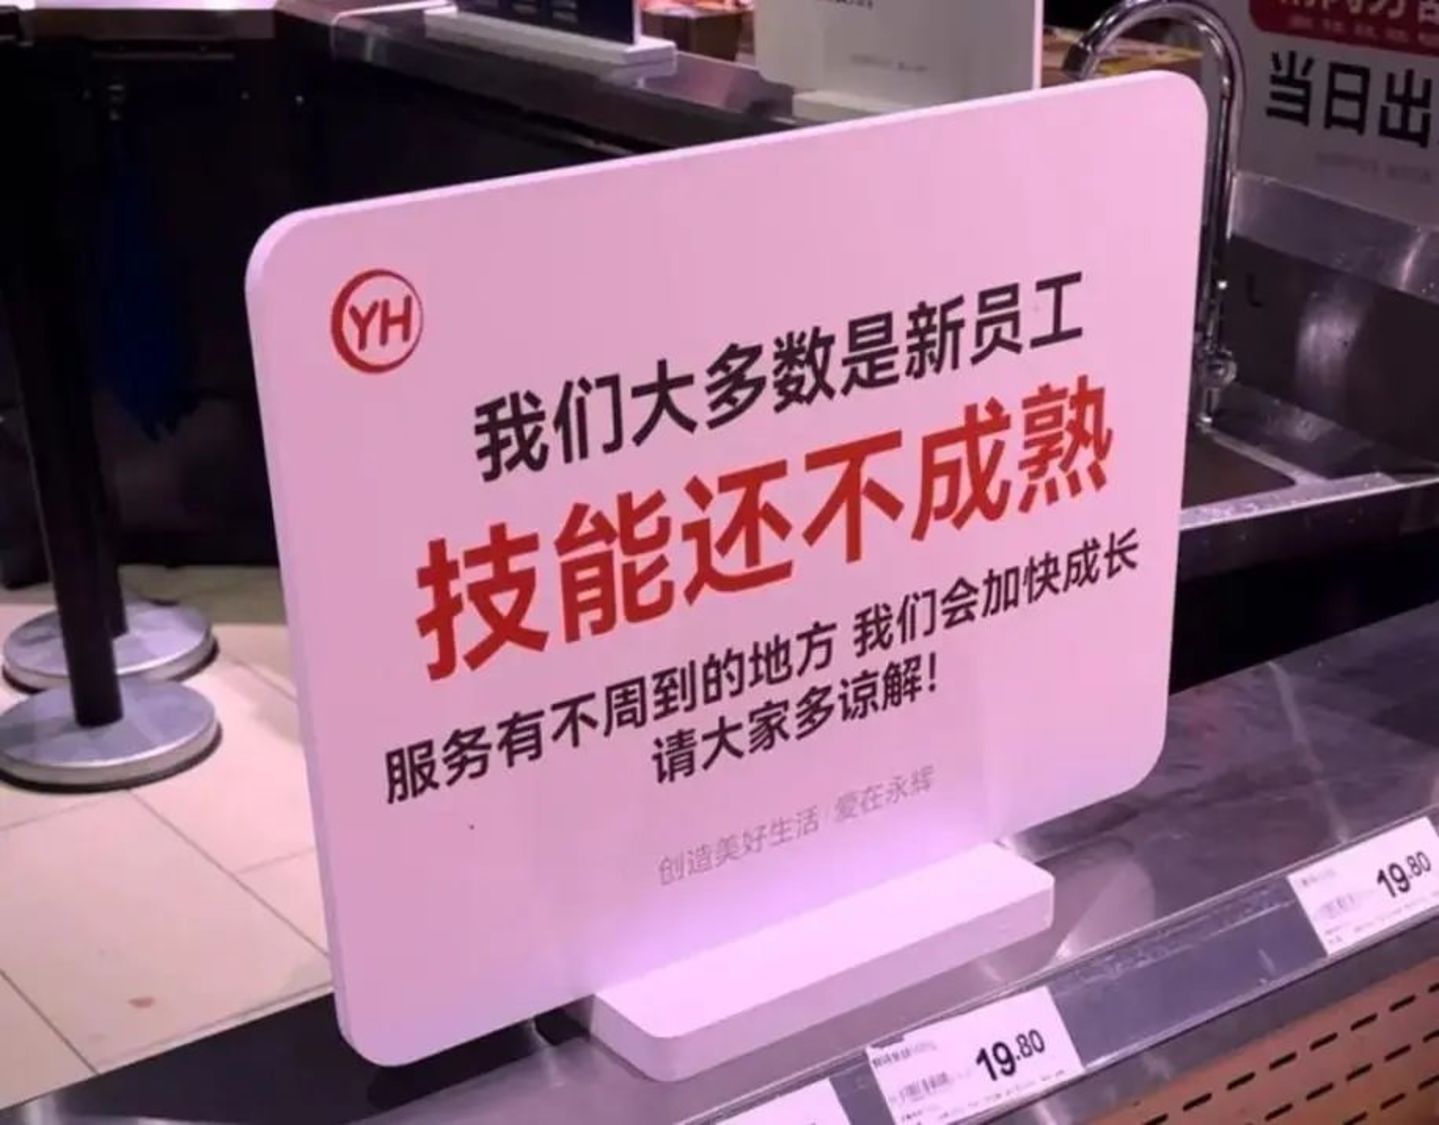 当日出
YH
我们大多数是新员工
技能还不成熟
服务有不周到的地方 我们会加快成长
请大家多谅解!
创造美好生活 爱在永辉
19.80
19.80